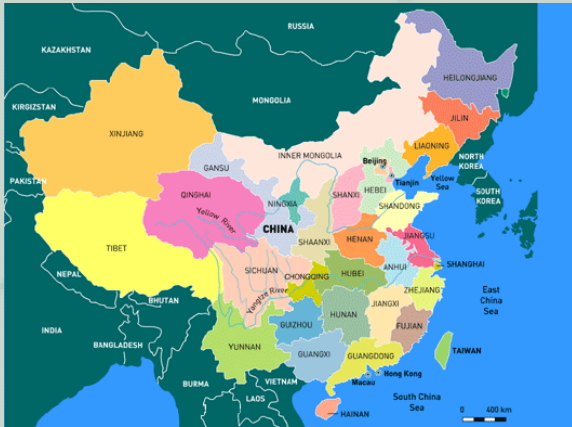 RUSSIA
KAZAKHSTAN
HEILONGJIANG
MONGOLIA
KIRGIZSTAN
JILIN
XINJIANG
LIAONING
INNER MONGOLIA
Beijing
NORTH
KOREA
GANSU
PAKISTAN
Tianjin
Yellow
Sea
HEBEI
QINSHAI
NINGXIA
SHANXI
SOUTH
KOREA
SHANDONG
Yellow River
CHINA
JIANGSU
HENAN
SHAANXI
TIBET
SHANGHAI
SICHUAN
CHONGQING
HUBEI
ANHUI
NEPAL
Yangtze River
ZHEJIANG
East
China
Sea
BHUTAN
JIANGXI
HUNAN
GUIZHOU
FUJIAN
INDIA
BANGLADESH
YUNNAN
GUANGXI
GUANGDONG
TAIWAN
Hong Kong
Macau
BURMA
VIETNAM
LAOS
South China
Sea
HAINAN
0 400 km